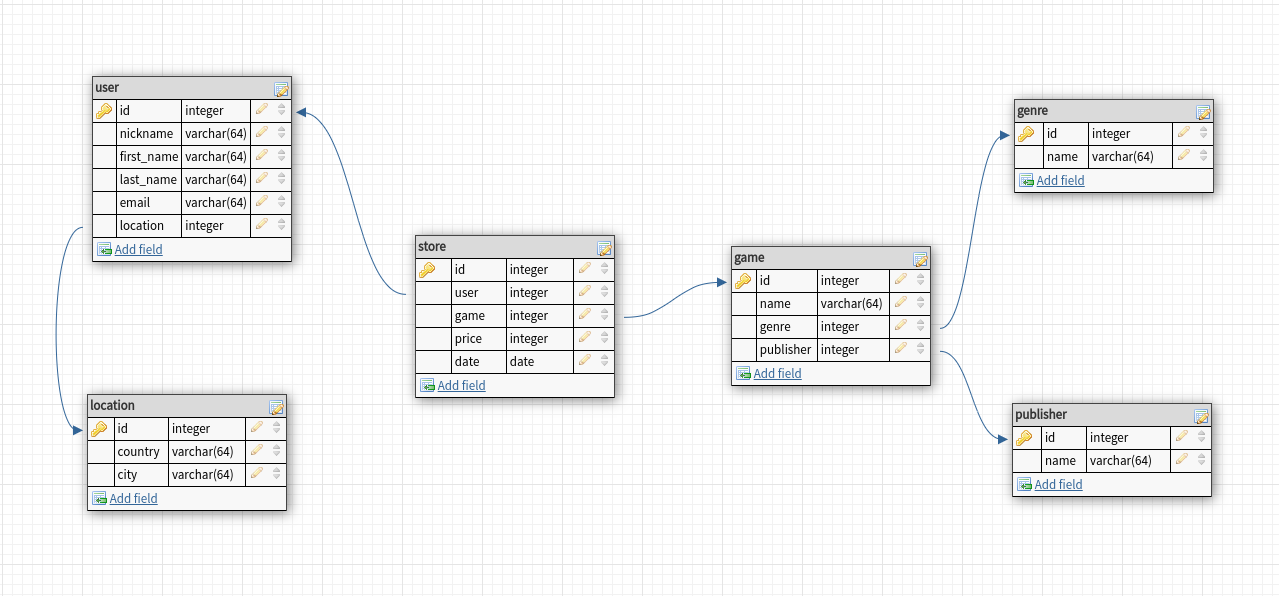 user
id integer
nickname varchar(64)
first_name varchar(64)
last_name varchar(64)
email varchar(64)
location integer
Add field
location
id integer
country varchar(64)
city varchar(64)
Add field
store
id integer
user integer
game integer
price integer
date date
Add field
game
id integer
name varchar(64)
genre integer
publisher integer
Add field
genre
id integer
name varchar(64)
Add field
publisher
id integer
name varchar(64)
Add field